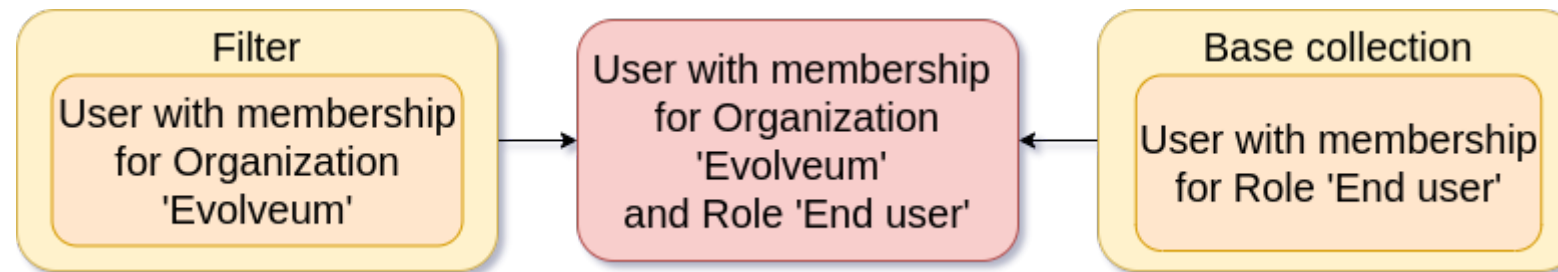 Filter
User with membership
for Organization
'Evolveum'
User with membership
for Organization
'Evolveum'
and Role 'End user'
Base collection
User with membership
for Role 'End user'